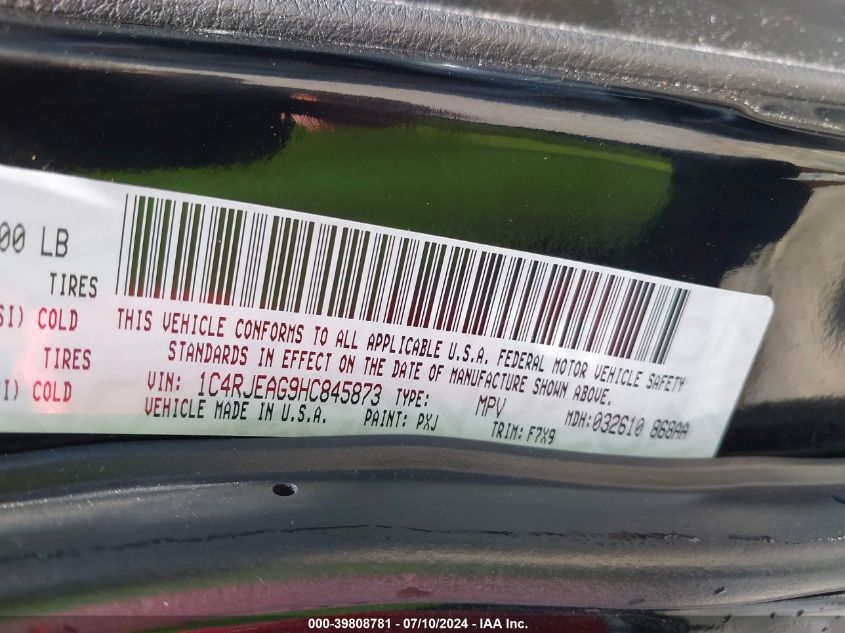 00 LB
TIRES
SI) COLD
TIRES
SI) COLD
THIS VEHICLE CONFORMS TO ALL APPLICABLE U.S.A. FEDERAL MOTOR VEHICLE SAFETY
STANDARDS IN EFFECT ON THE DATE OF MANUFACTURE SHOWN ABOVE.
VIN: 1C4RJEAG9HC845873 TYPE: MPV MDH:032610 868AA
VEHICLE MADE IN U.S.A. PAINT: PXJ TRIM: F7X9
000-39808781 - 07/10/2024 - IAA Inc.